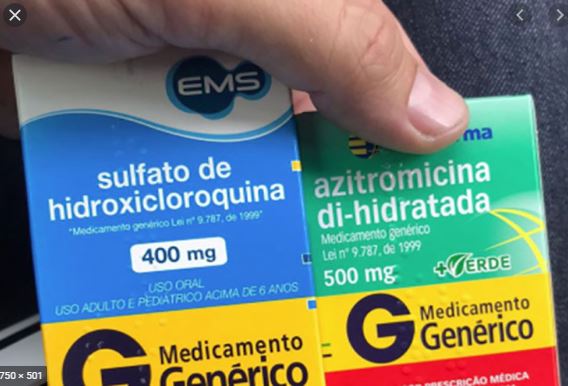 EMS
sulfato de
hidroxicloroquina
"Medicamento genérico Lei nº 9.787, de 1999"
400 mg
USO ORAL
USO ADULTO E PEDIÁTRICO ACIMA DE 6 ANOS
Medicamento
Genérico
ma
azitromicina
di-hidratada
Medicamento genérico
Lei nº 9.787, de 1999
500 mg
+VERDE
G Medicamento
Genérico
PRESCRIÇÃO MÉDICA
750 × 501